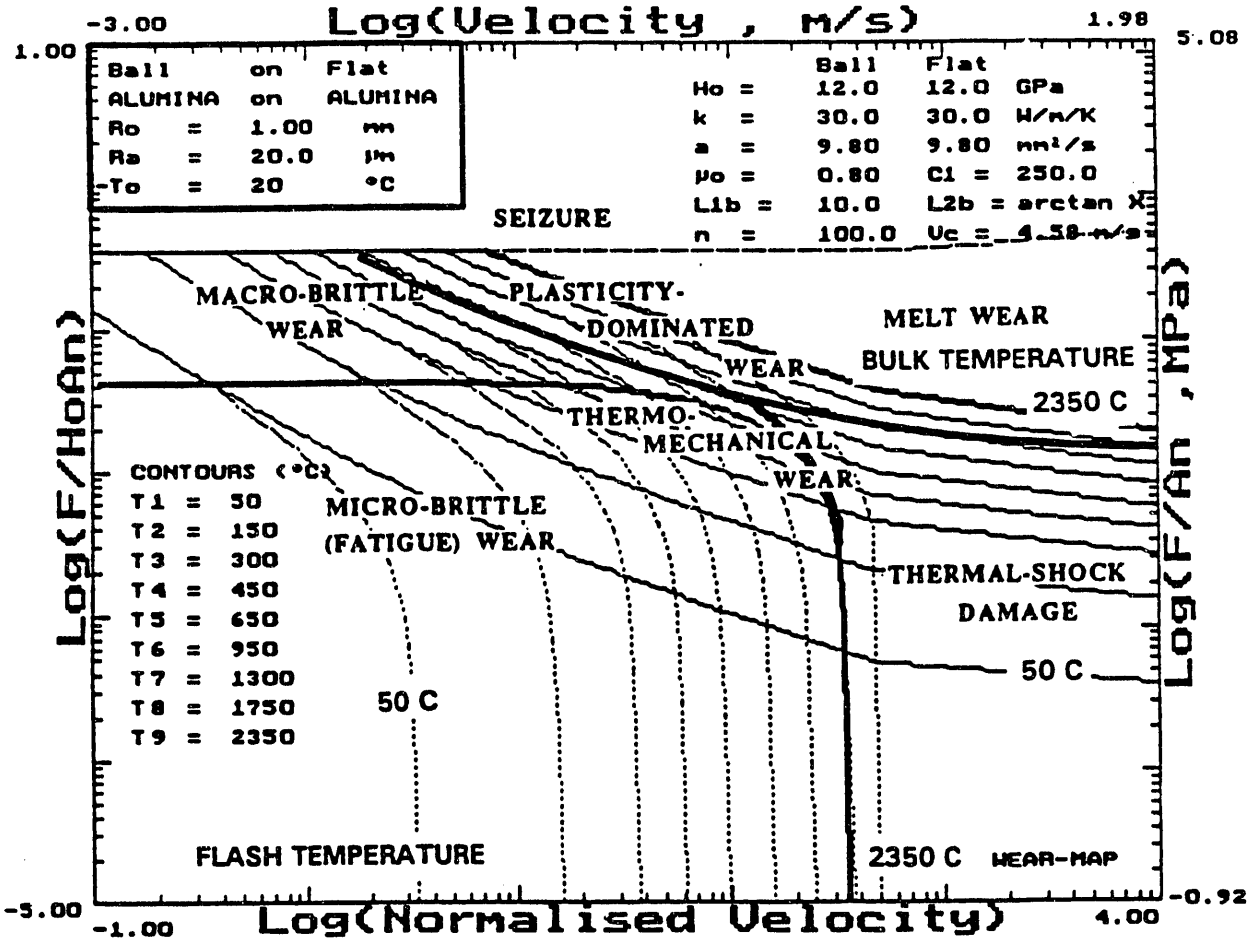 -3.00 Log(Velocity , m/s) 1.98
1.00 5.08
Ball on Flat
ALUMINA on ALUMINA
Ro = 1.00 mm
Ra = 20.0 µm
To = 20 °C
Ball Flat
Ho = 12.0 12.0 GPa
k = 30.0 30.0 W/m/K
a = 9.80 9.80 mm²/s
µo = 0.80 C1 = 250.0
L1b = 10.0 L2b = arctan X
n = 100.0 Vc = 4.58 m/s
SEIZURE
MACRO-BRITTLE
WEAR
PLASTICITY-
DOMINATED
WEAR
MELT WEAR
BULK TEMPERATURE
2350 C
THERMO-
MECHANICAL
WEAR
Log(F/HoAn)
Log(F/An ,MPa)
CONTOURS (°C)
T1 = 50
T2 = 150
T3 = 300
T4 = 450
T5 = 650
T6 = 950
T7 = 1300
T8 = 1750
T9 = 2350
MICRO-BRITTLE
(FATIGUE) WEAR
THERMAL-SHOCK
DAMAGE
50 C
50 C
FLASH TEMPERATURE
2350 C WEAR-MAP
-5.00 -0.92
-1.00 Log(Normalised Velocity) 4.00